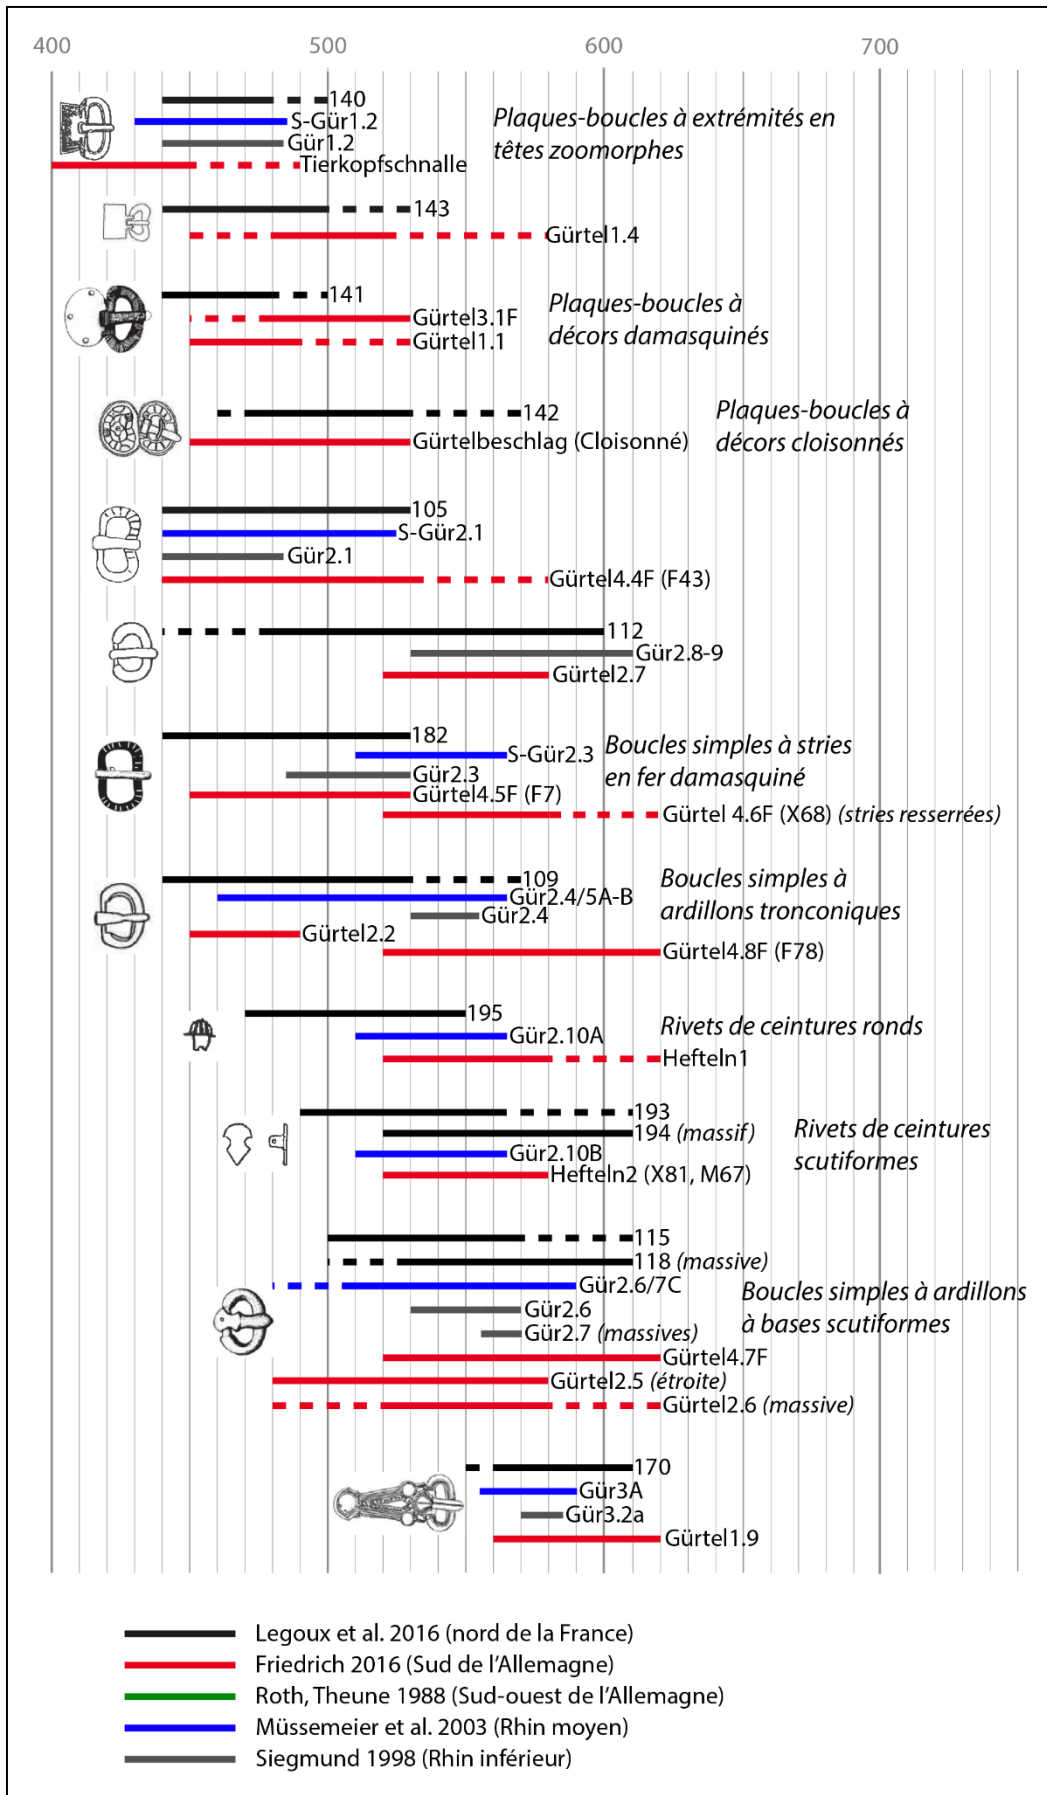 400 500 600 700
140
Plaques-boucles à extrémités en
têtes zoomorphes
S-Gür1.2
Gür1.2
Tierkopfschnalle
143
Gürtel1.4
141
Plaques-boucles à
décors damasquinés
Gürtel3.1F
Gürtel1.1
142
Plaques-boucles à
décors cloisonnés
Gürtelbeschlag (Cloisonné)
105
S-Gür2.1
Gür2.1
Gürtel4.4F (F43)
112
Gür2.8-9
Gürtel2.7
182
Boucles simples à stries
en fer damasquiné
S-Gür2.3
Gür2.3
Gürtel4.5F (F7)
Gürtel 4.6F (X68) (stries resserrées)
109
Boucles simples à
ardillons tronconiques
Gür2.4/5A-B
Gür2.4
Gürtel2.2
Gürtel4.8F (F78)
195
Rivets de ceintures ronds
Gür2.10A
Hefteln1
193
194 (massif)
Rivets de ceintures
scutiformes
Gür2.10B
Hefteln2 (X81, M67)
115
118 (massive)
Gür2.6/7C
Boucles simples à ardillons
à bases scutiformes
Gür2.6
Gür2.7 (massives)
Gürtel4.7F
Gürtel2.5 (étroite)
Gürtel2.6 (massive)
170
Gür3A
Gür3.2a
Gürtel1.9
Legoux et al. 2016 (nord de la France)
Friedrich 2016 (Sud de l'Allemagne)
Roth, Theune 1988 (Sud-ouest de l'Allemagne)
Müssemeier et al. 2003 (Rhin moyen)
Siegmund 1998 (Rhin inférieur)